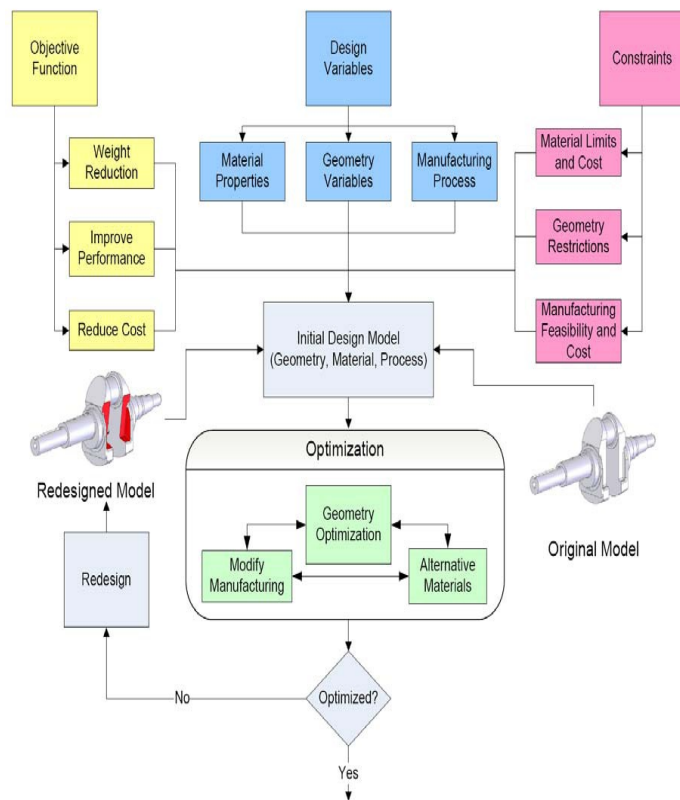 Objective
Function
Design
Variables
Constraints
Weight
Reduction
Improve
Performance
Reduce Cost
Material
Properties
Geometry
Variables
Manufacturing
Process
Material Limits
and Cost
Geometry
Restrictions
Manufacturing
Feasibility and
Cost
Initial Design Model
(Geometry, Material, Process)
Redesigned Model
Original Model
Optimization
Geometry
Optimization
Modify
Manufacturing
Alternative
Materials
Redesign
No
Optimized?
Yes